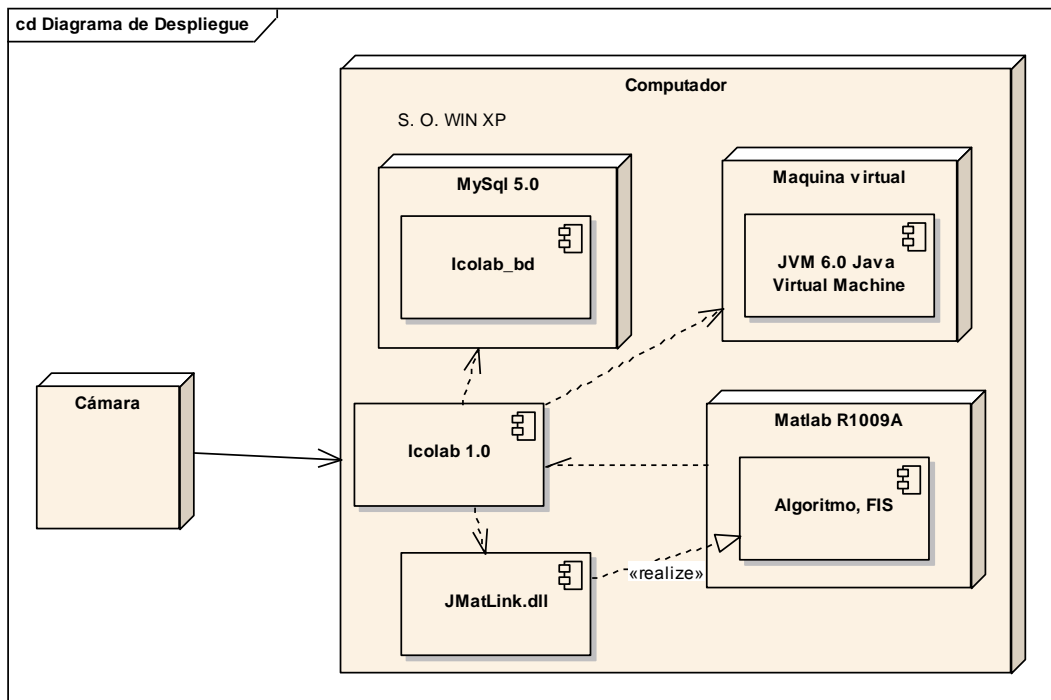 cd Diagrama de Despliegue
Computador
S. O. WIN XP
MySql 5.0
Icolab_bd
Maquina virtual
JVM 6.0 Java
Virtual Machine
Cámara
Icolab 1.0
Matlab R1009A
Algoritmo, FIS
JMatLink.dll
«realize»